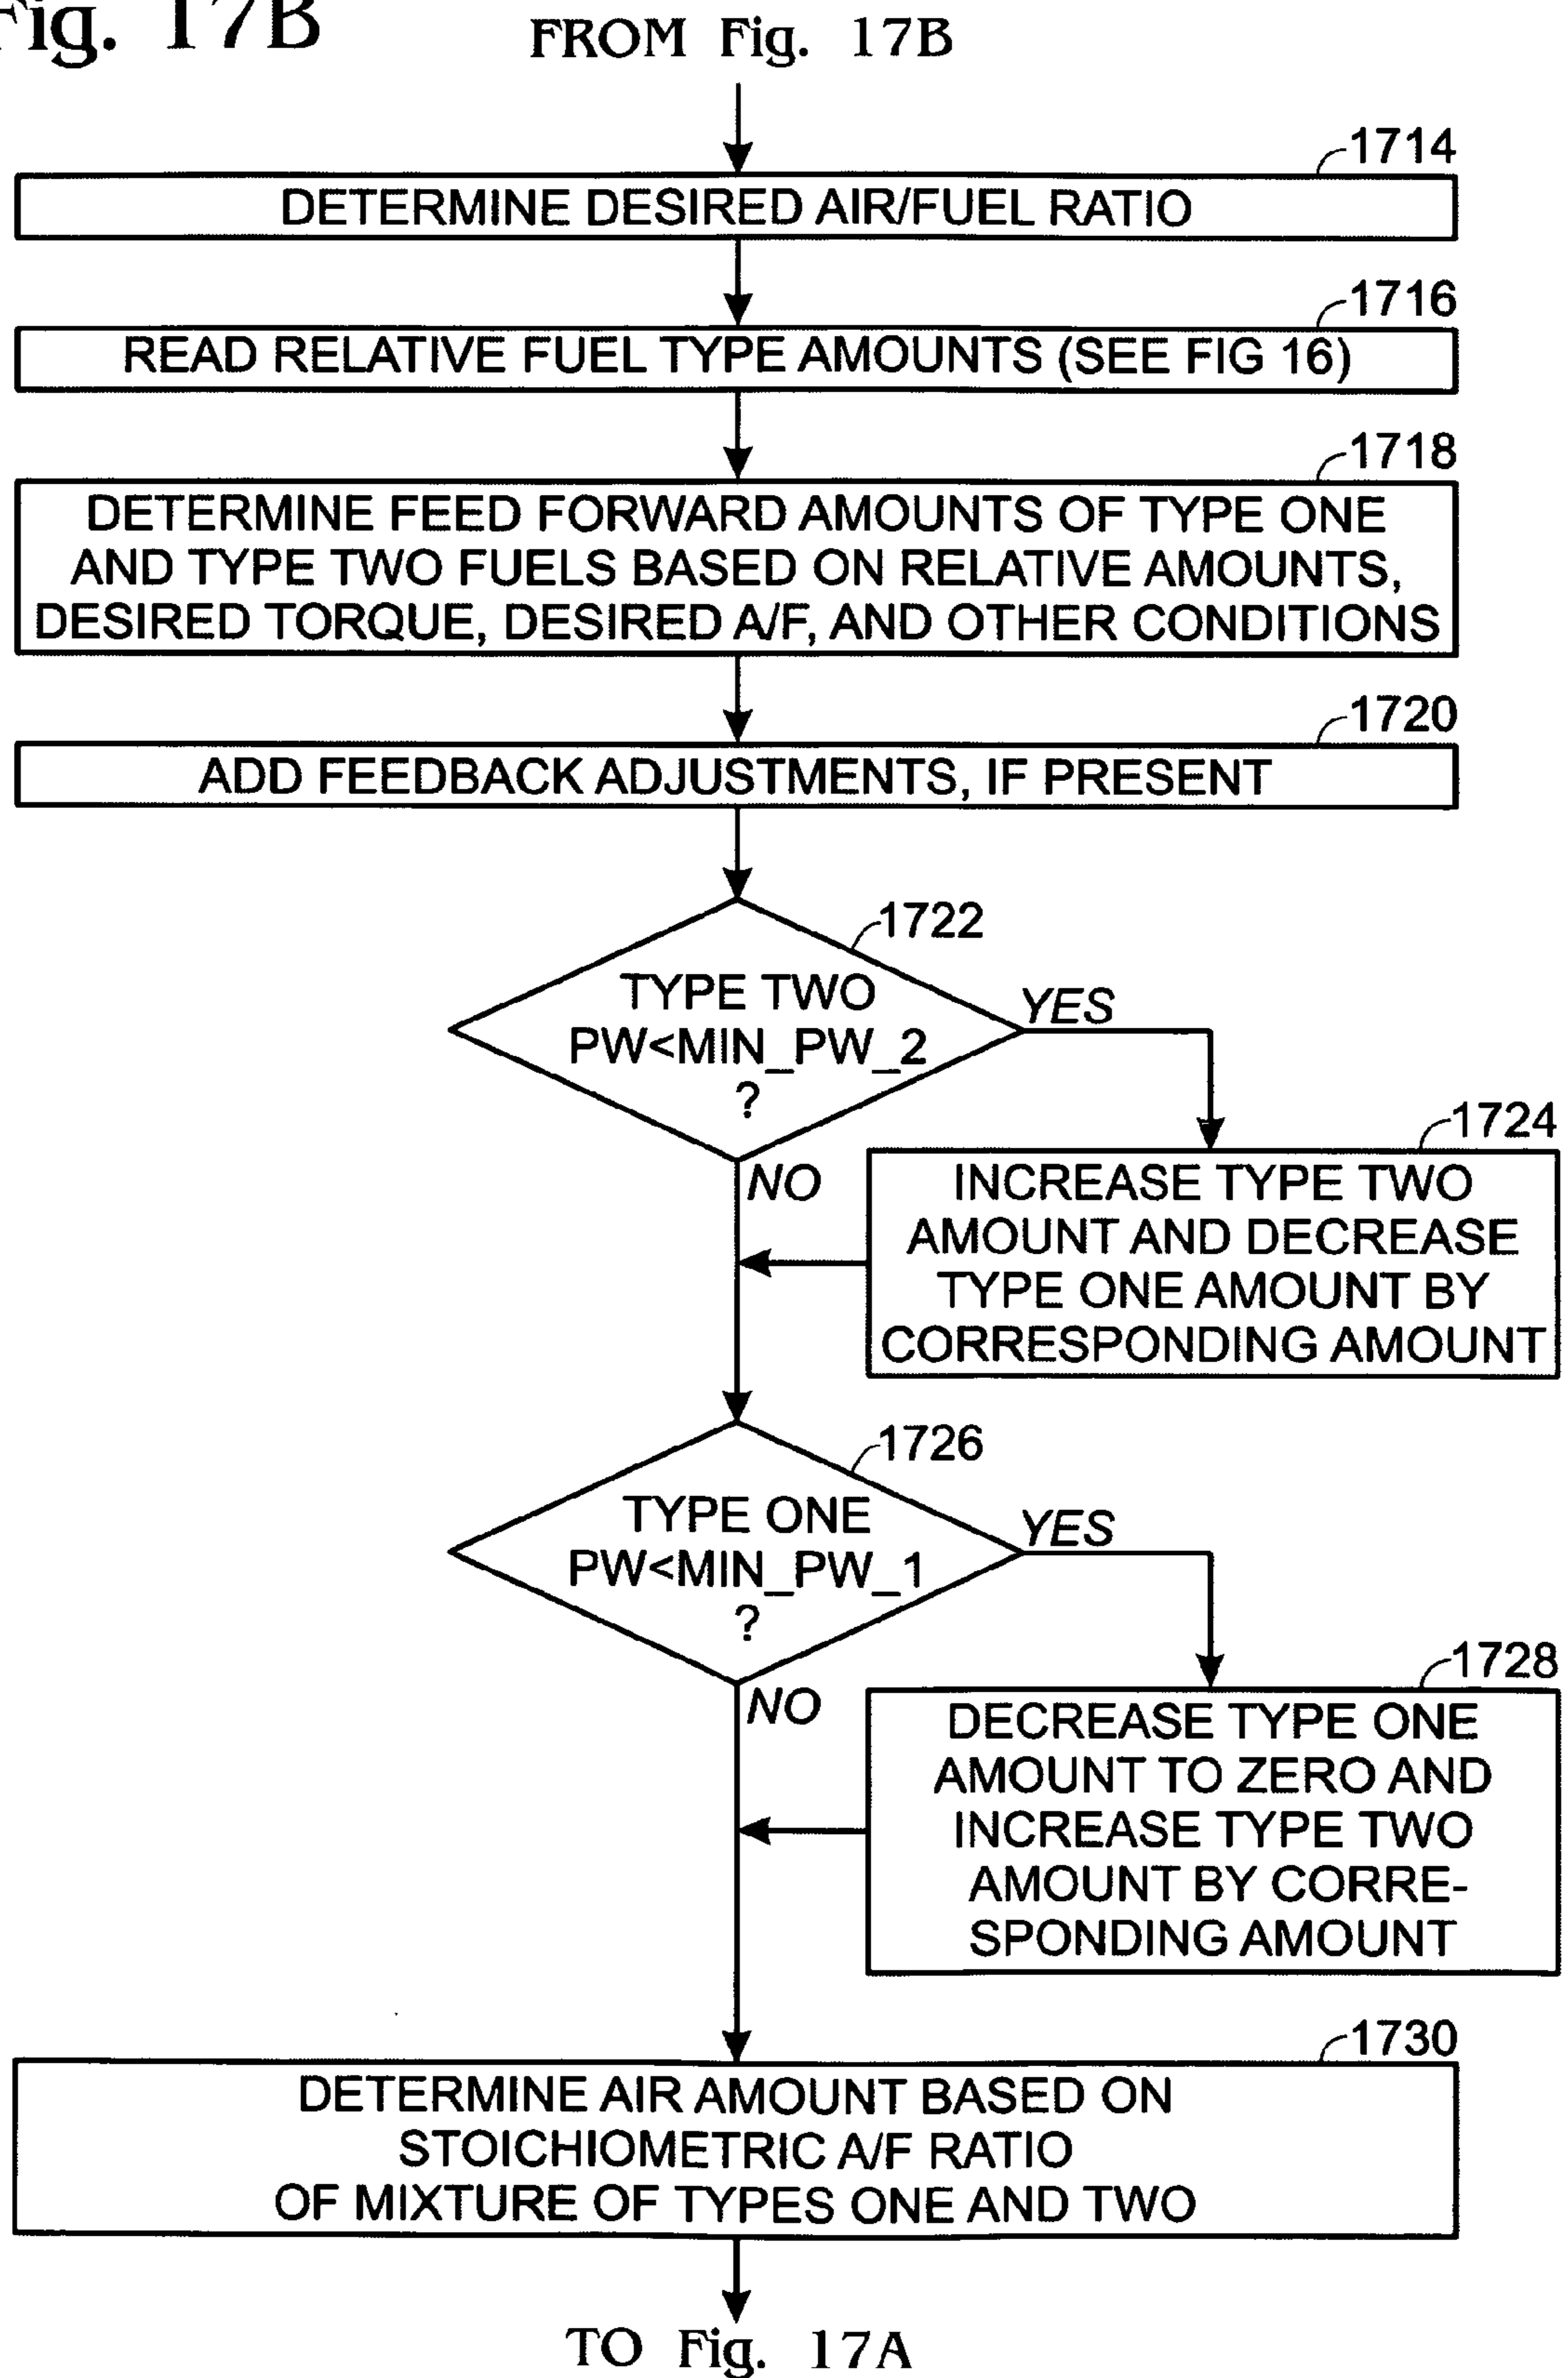 Fig. 17B
FROM Fig. 17B
1714
DETERMINE DESIRED AIR/FUEL RATIO
1716
READ RELATIVE FUEL TYPE AMOUNTS (SEE FIG 16)
1718
DETERMINE FEED FORWARD AMOUNTS OF TYPE ONE
AND TYPE TWO FUELS BASED ON RELATIVE AMOUNTS,
DESIRED TORQUE, DESIRED A/F, AND OTHER CONDITIONS
1720
ADD FEEDBACK ADJUSTMENTS, IF PRESENT
1722
TYPE TWO
PW<MIN_PW_2
?
YES
NO
1724
INCREASE TYPE TWO
AMOUNT AND DECREASE
TYPE ONE AMOUNT BY
CORRESPONDING AMOUNT
1726
TYPE ONE
PW<MIN_PW_1
?
YES
NO
1728
DECREASE TYPE ONE
AMOUNT TO ZERO AND
INCREASE TYPE TWO
AMOUNT BY CORRE-
SPONDING AMOUNT
1730
DETERMINE AIR AMOUNT BASED ON
STOICHIOMETRIC A/F RATIO
OF MIXTURE OF TYPES ONE AND TWO
TO Fig. 17A